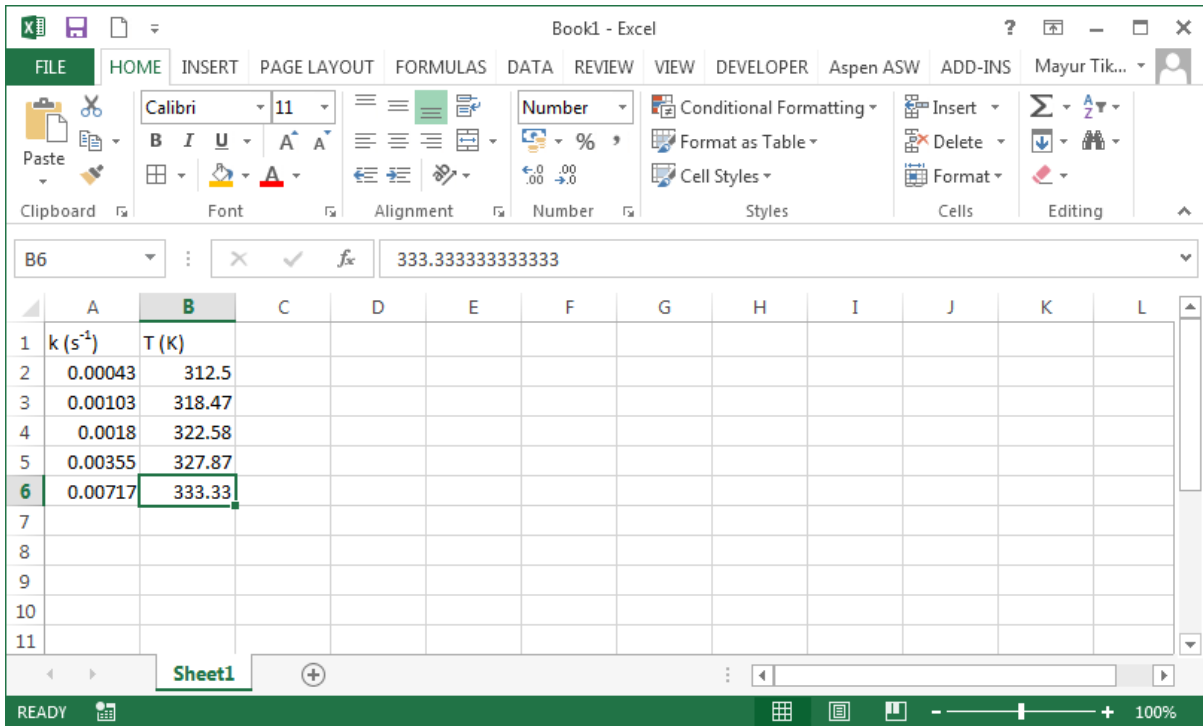 Book1 - Excel ?
FILE HOME INSERT PAGE LAYOUT FORMULAS DATA REVIEW VIEW DEVELOPER Aspen ASW ADD-INS Mayur Tik...
Paste
Calibri 11
B I U A A
A
Number
% ,
.00 .0 .00 .0
Conditional Formatting
Format as Table
Cell Styles
Insert
Delete
Format
Σ A Z
Clipboard Font Alignment Number Styles Cells Editing
B6 fx 333.333333333333
A B C D E F G H I J K L
1 k (s⁻¹) T (K)
2 0.00043 312.5
3 0.00103 318.47
4 0.0018 322.58
5 0.00355 327.87
6 0.00717 333.33
7
8
9
10
11
Sheet1
READY 100%